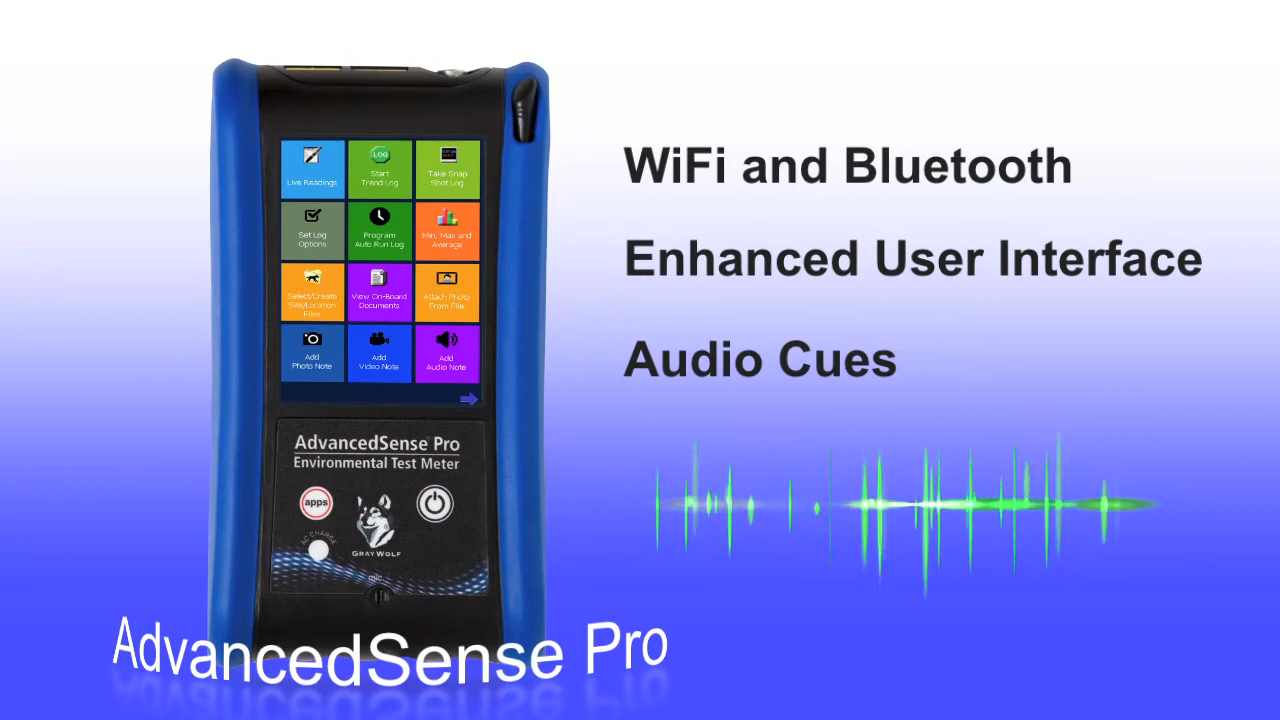 Live Readings
LOG
Start
Trend Log
Take Snap
Shot Log
Set Log
Options
Program
Auto Run Log
Min, Max and
Average
Select/Create
Site/Location
Files
View On-Board
Documents
Attach Photo
From File
Add
Photo Note
Add
Video Note
Add
Audio Note
AdvancedSense® Pro
Environmental Test Meter
apps
AC CHARGE
GRAYWOLF
mic
WiFi and Bluetooth
Enhanced User Interface
Audio Cues
AdvancedSense Pro